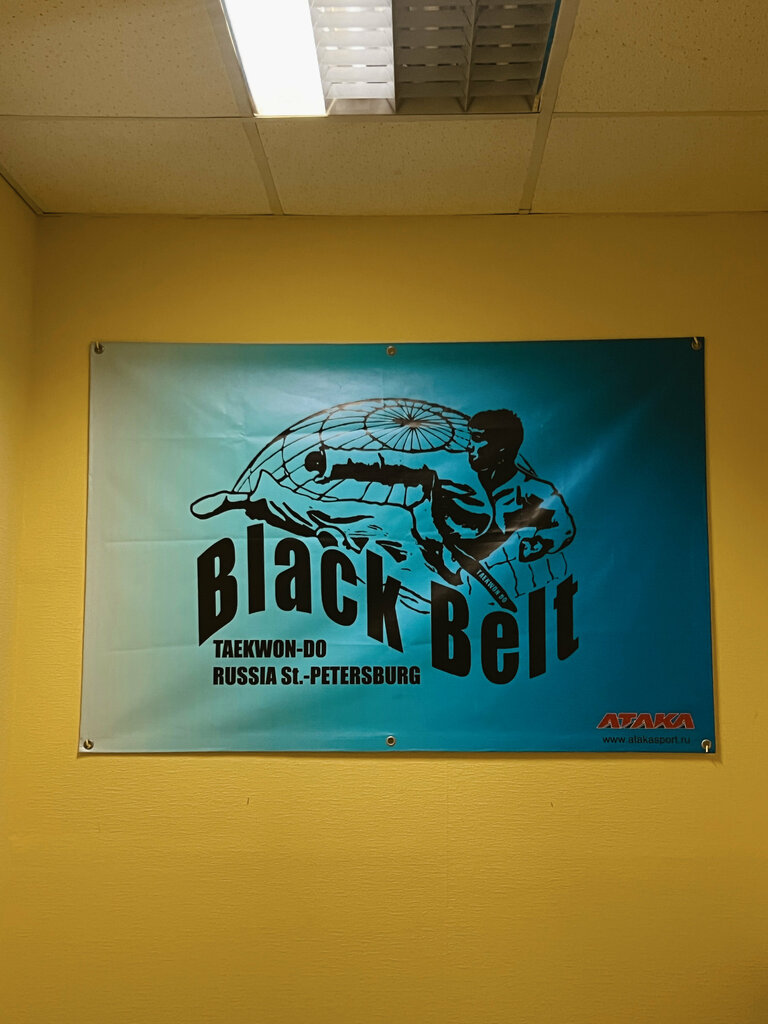 Black Belt
TAEKWON-DO
TAEKWON-DO
RUSSIA St.-PETERSBURG
ATAKA
www.atakasport.ru